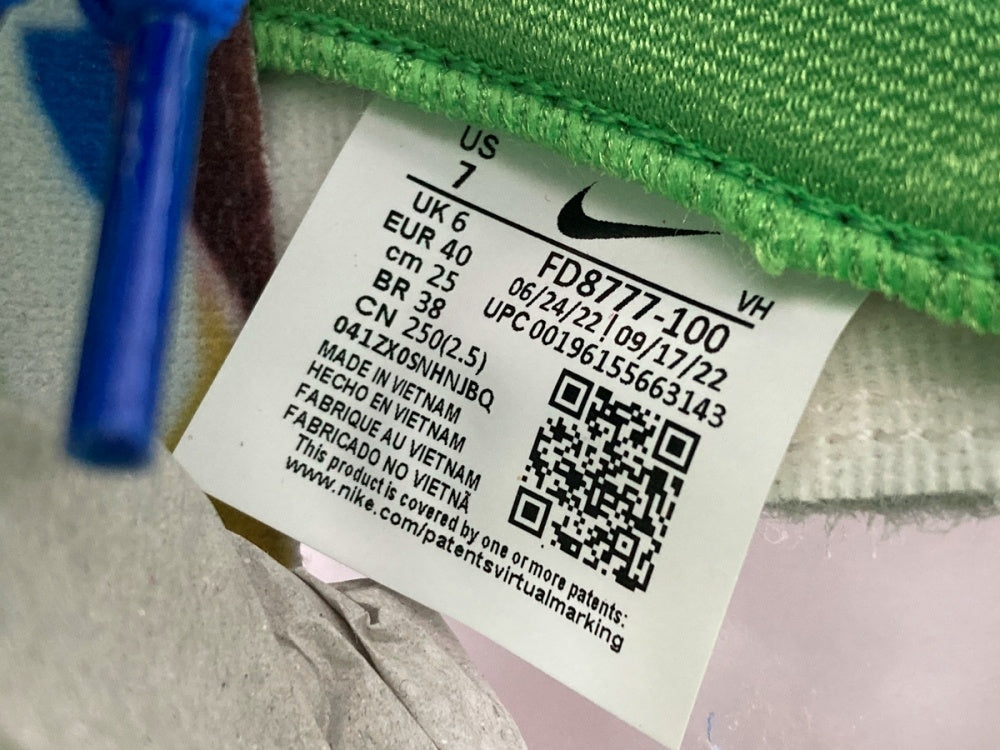 US
7
UK 6
EUR 40
cm 25
BR 38
CN 250(2.5)
041ZX0SNHNJBQ
MADE IN VIETNAM
HECHO EN VIETNAM
FABRIQUE AU VIETNAM
FABRICADO NO VIETNÃ
This product is covered by one or more patents:
www.nike.com/patentsvirtualmarking
VH
FD8777-100
06/24/22 | 09/17/22
UPC 00196155663143